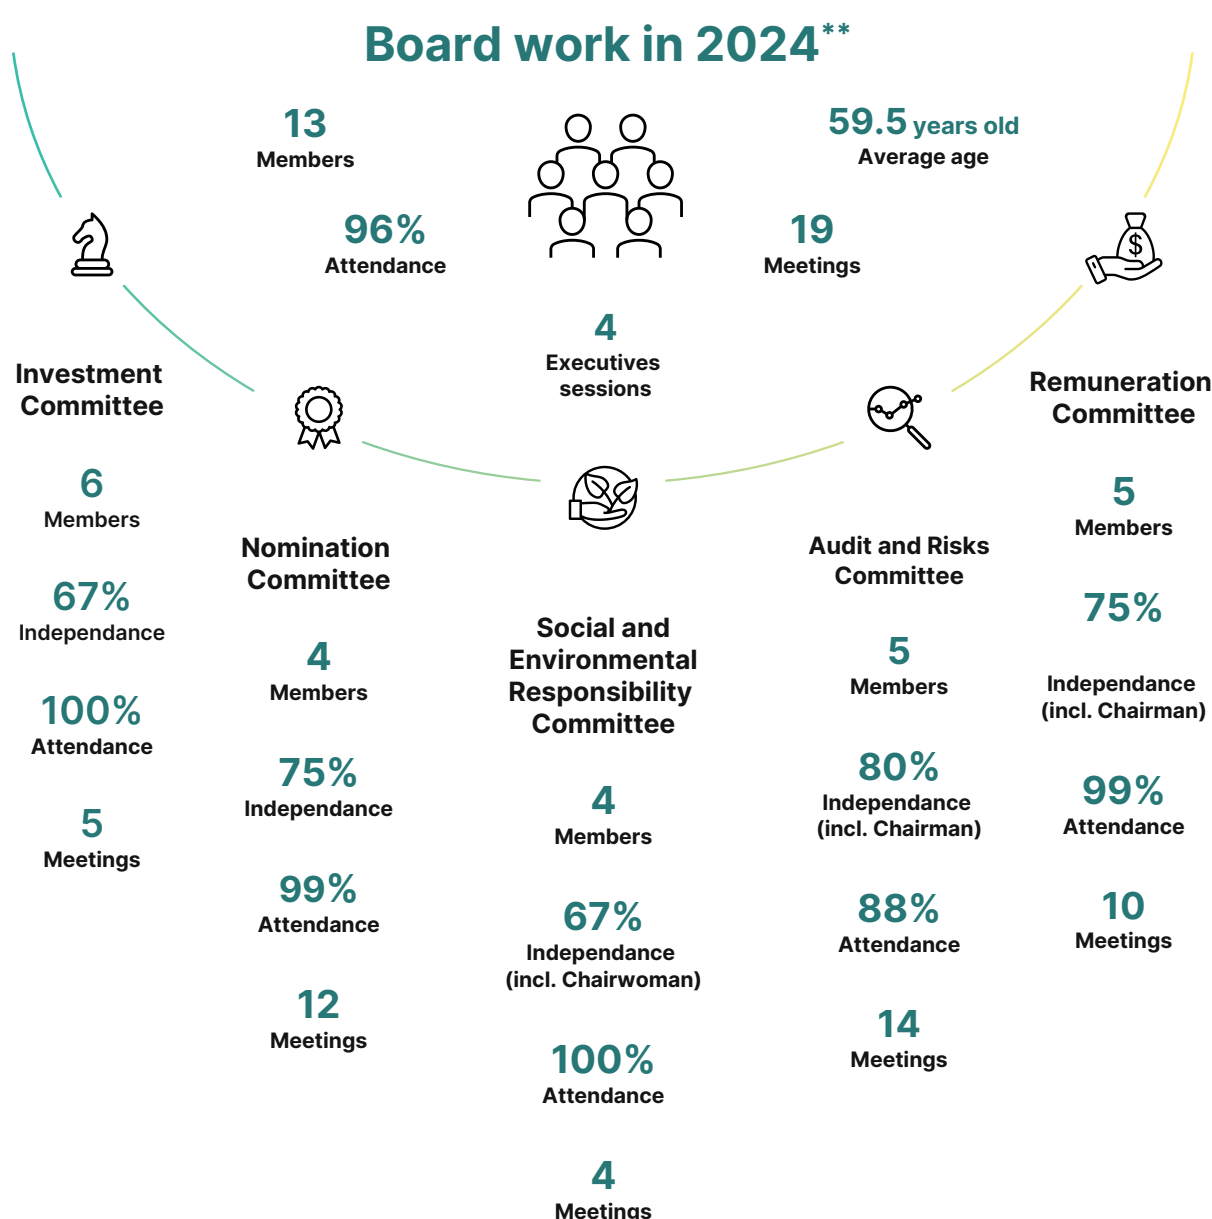 Board work in 2024**
13
Members
59.5 years old
Average age
96%
Attendance
19
Meetings
4
Executives
sessions
Investment
Committee
6
Members
67%
Independance
100%
Attendance
5
Meetings
Nomination
Committee
4
Members
75%
Independance
99%
Attendance
12
Meetings
Social and
Environmental
Responsibility
Committee
4
Members
67%
Independance
(incl. Chairwoman)
100%
Attendance
4
Meetings
Audit and Risks
Committee
5
Members
80%
Independance
(incl. Chairman)
88%
Attendance
14
Meetings
$
Remuneration
Committee
5
Members
75%
Independance
(incl. Chairman)
99%
Attendance
10
Meetings